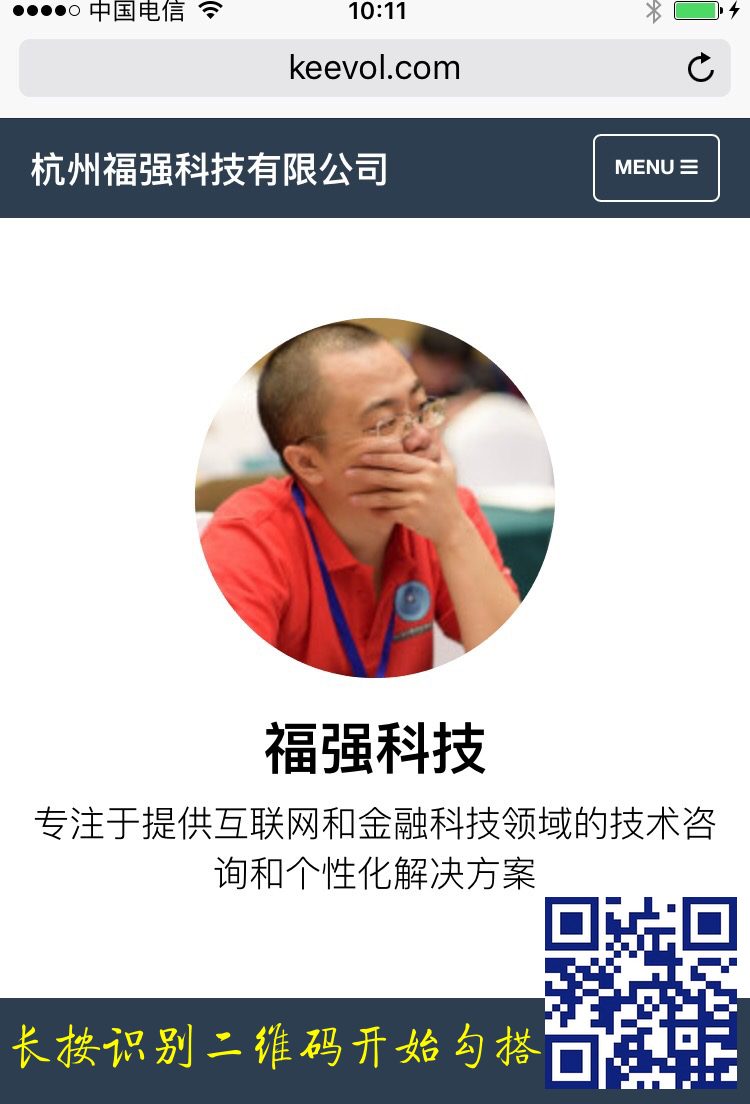 中国电信 10:11
keevol.com
杭州福强科技有限公司 MENU
福强科技
专注于提供互联网和金融科技领域的技术咨
询和个性化解决方案
长按识别二维码开始勾搭